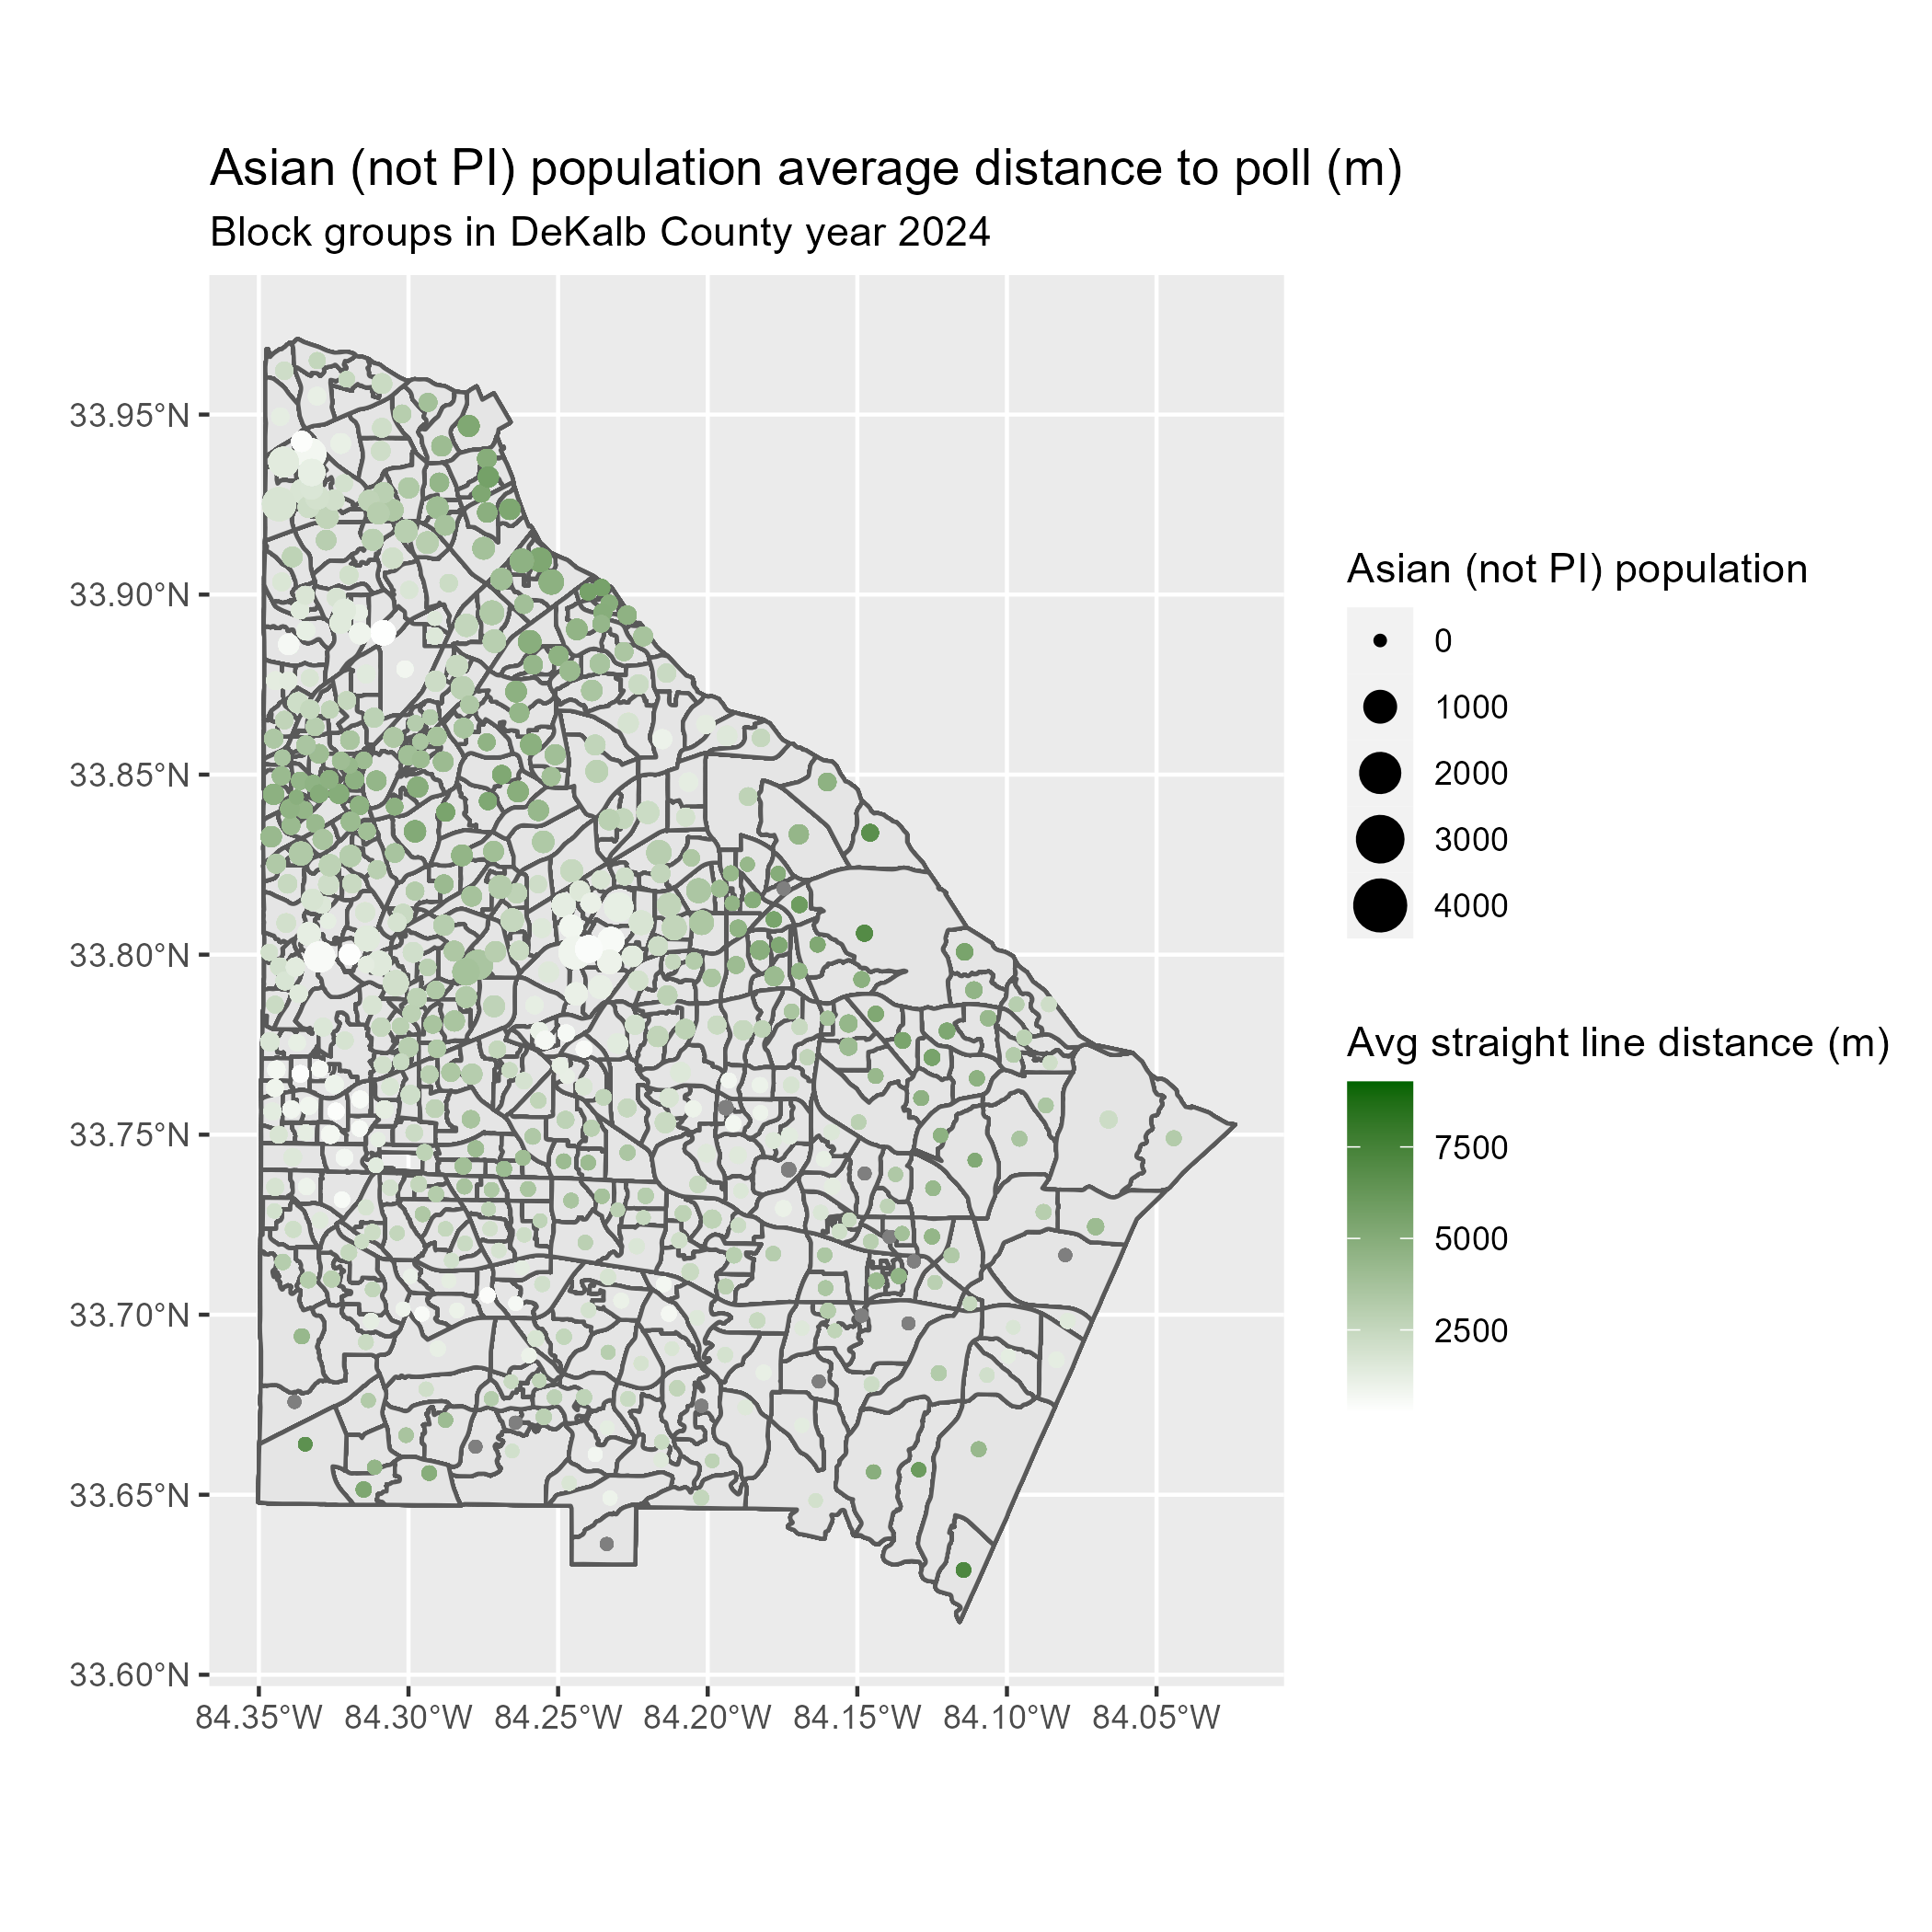 Asian (not PI) population average distance to poll (m)
Block groups in DeKalb County year 2024
33.95°N
33.90°N
33.85°N
33.80°N
33.75°N
33.70°N
33.65°N
33.60°N
84.35°W 84.30°W 84.25°W 84.20°W 84.15°W 84.10°W 84.05°W
Asian (not PI) population
0
1000
2000
3000
4000
Avg straight line distance (m)
7500
5000
2500